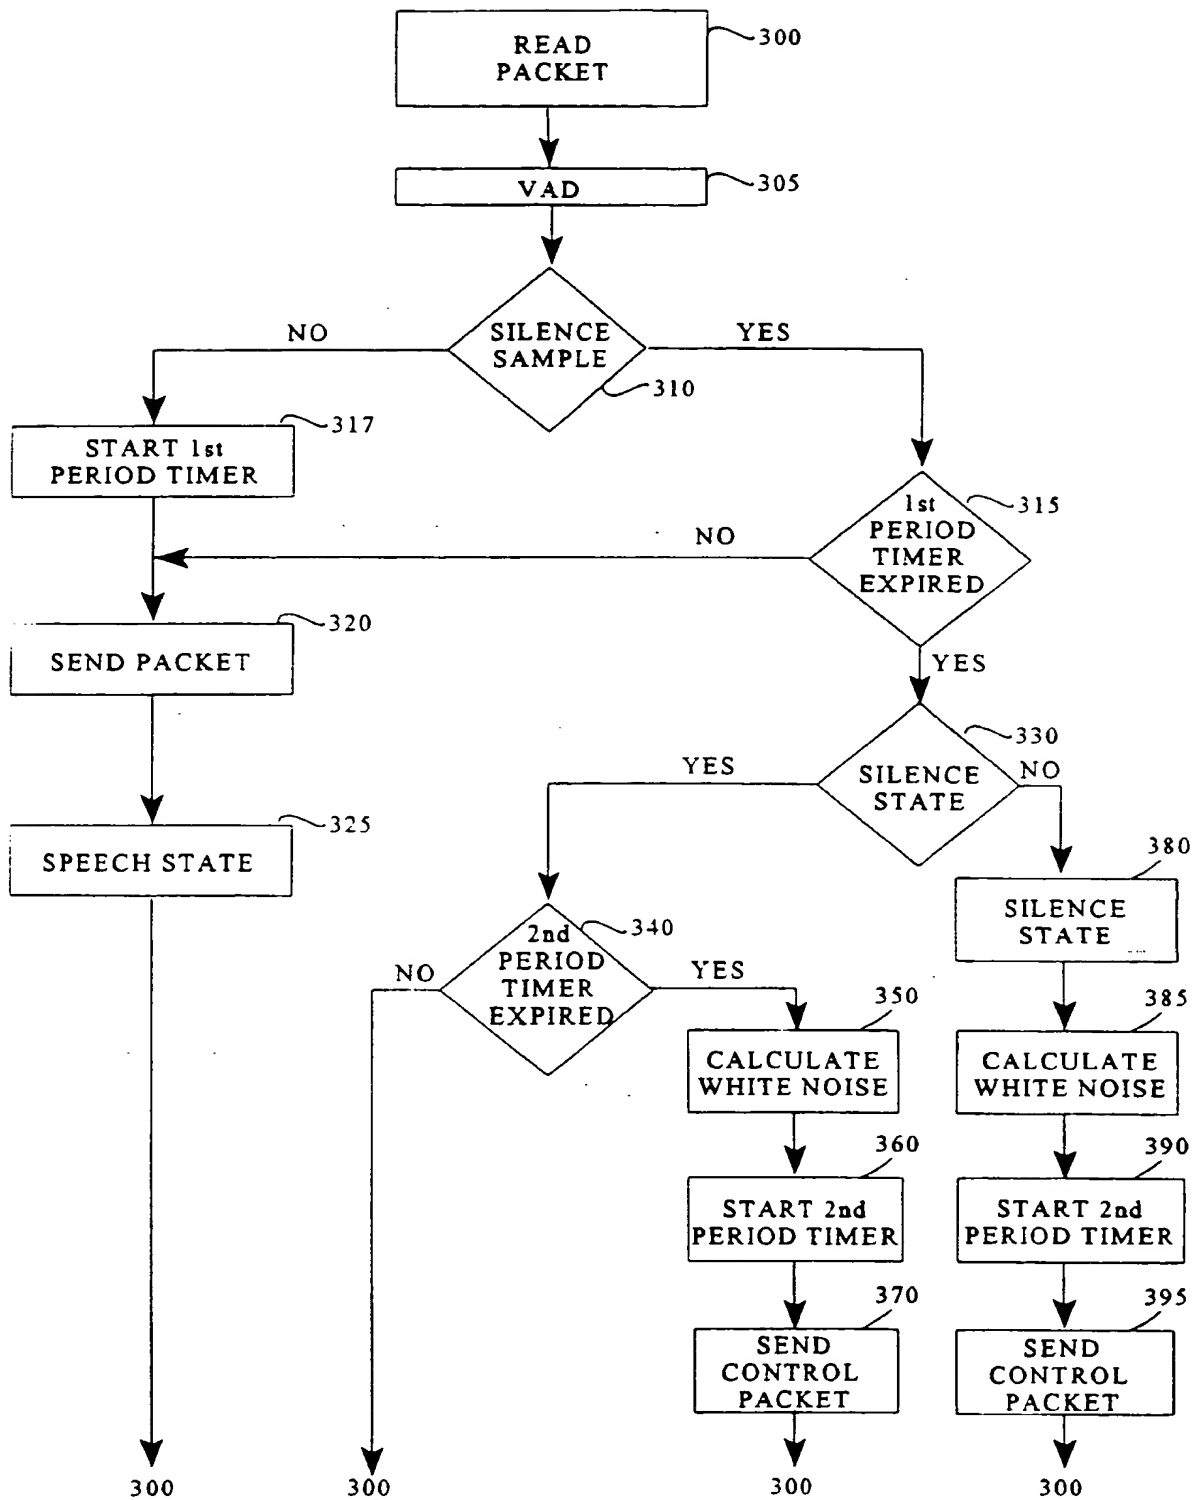 READ
PACKET
300
VAD
305
SILENCE
SAMPLE
310
NO
YES
START 1st
PERIOD TIMER
317
1st
PERIOD
TIMER
EXPIRED
315
NO
YES
SEND PACKET
320
SILENCE
STATE
330
YES
NO
SPEECH STATE
325
2nd
PERIOD
TIMER
EXPIRED
340
NO
YES
SILENCE
STATE
380
CALCULATE
WHITE NOISE
350
CALCULATE
WHITE NOISE
385
START 2nd
PERIOD TIMER
360
START 2nd
PERIOD TIMER
390
SEND
CONTROL
PACKET
370
SEND
CONTROL
PACKET
395
300
300
300
300